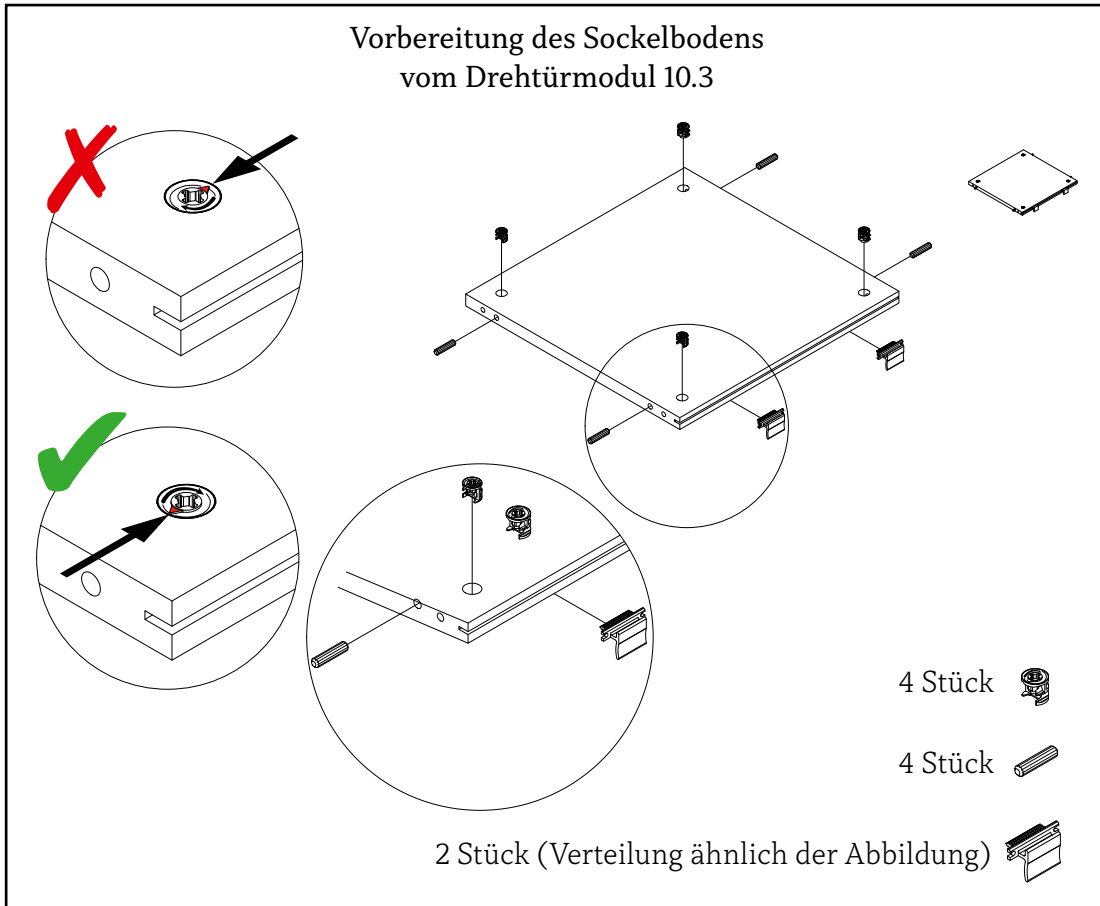 Vorbereitung des Sockelbodens
vom Drehtürmodul 10.3
4 Stück
4 Stück
2 Stück (Verteilung ähnlich der Abbildung)